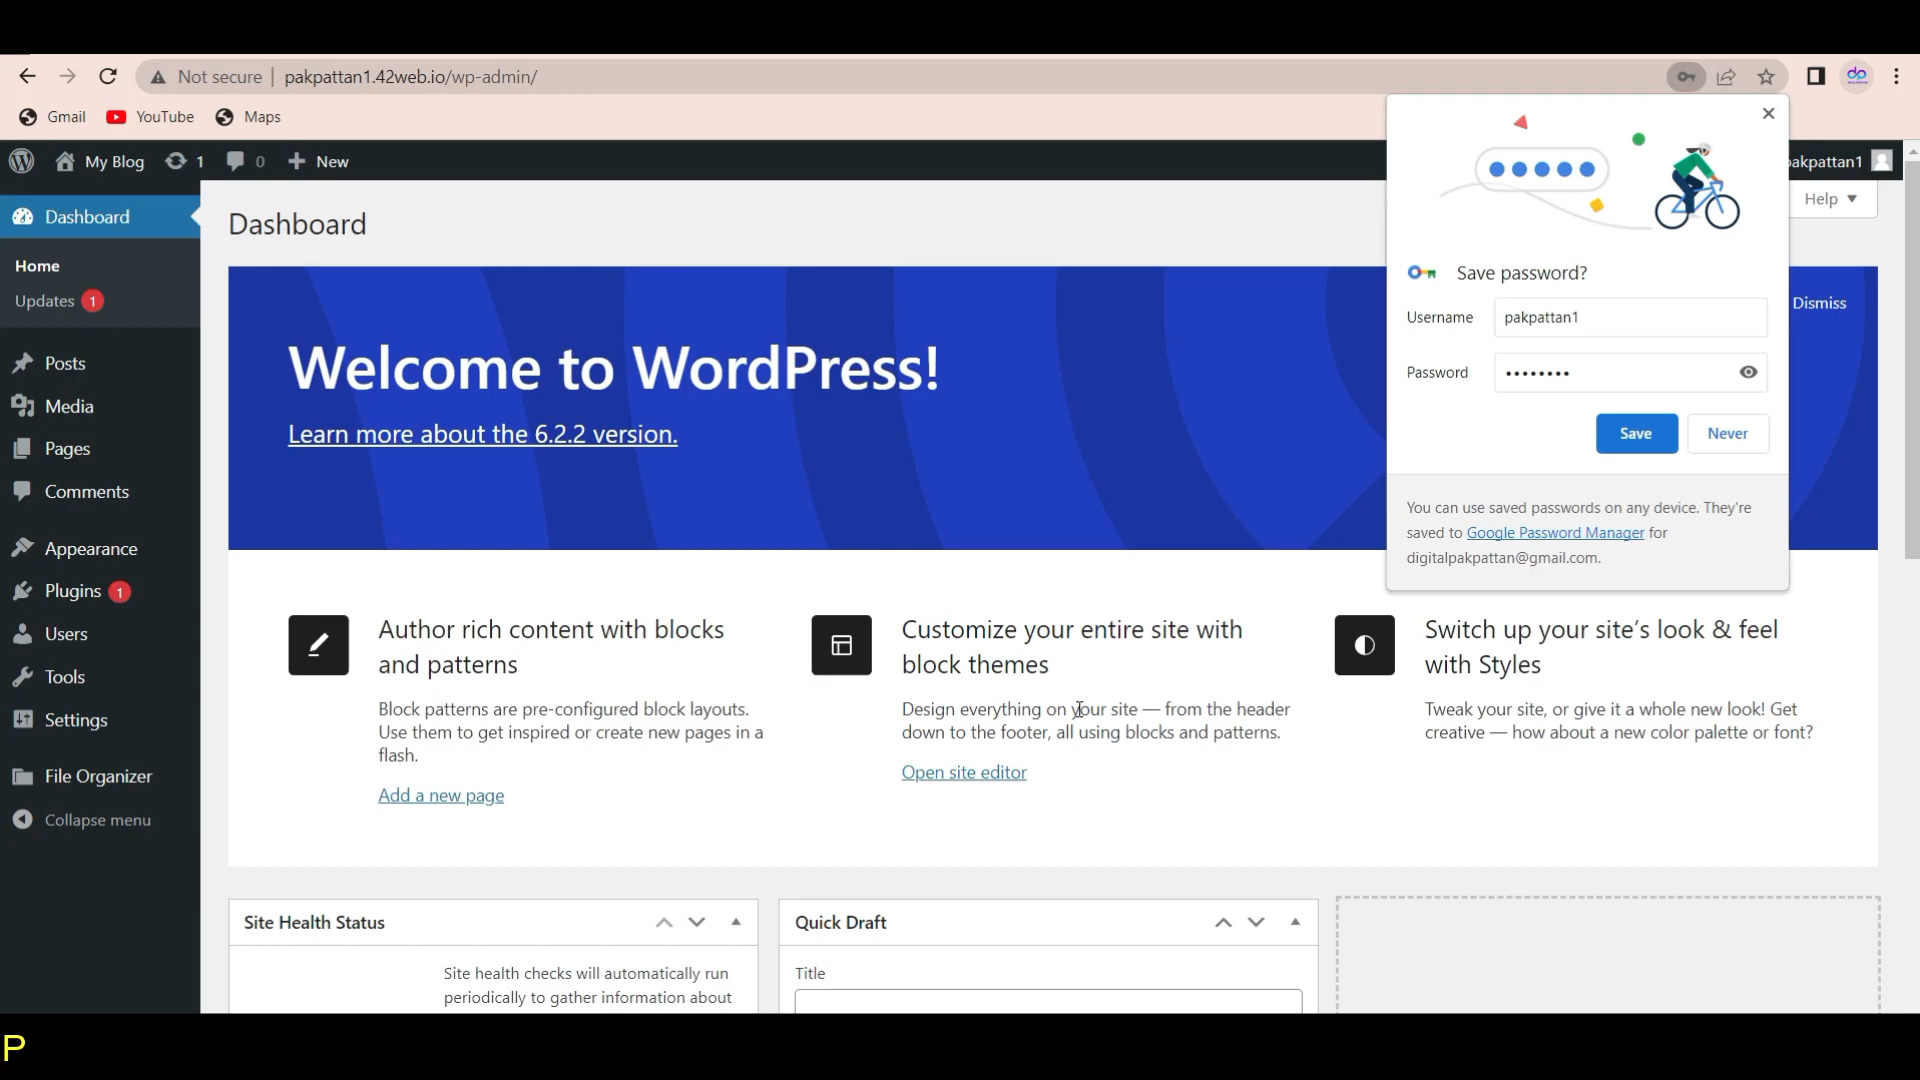 Not secure | pakpattan1.42web.io/wp-admin/
Gmail YouTube Maps
My Blog 1 0 New
akpattan1
Help
Dashboard
Home
Updates 1
Posts
Media
Pages
Comments
Appearance
Plugins 1
Users
Tools
Settings
File Organizer
Collapse menu
Dashboard
Dismiss
Welcome to WordPress!
Learn more about the 6.2.2 version.
Save password?
Username pakpattan1
Password ••••••••
Save Never
You can use saved passwords on any device. They're
saved to Google Password Manager for
digitalpakpattan@gmail.com.
Author rich content with blocks
and patterns
Block patterns are pre-configured block layouts.
Use them to get inspired or create new pages in a
flash.
Add a new page
Customize your entire site with
block themes
Design everything on your site — from the header
down to the footer, all using blocks and patterns.
Open site editor
Switch up your site's look & feel
with Styles
Tweak your site, or give it a whole new look! Get
creative — how about a new color palette or font?
Site Health Status
Site health checks will automatically run
periodically to gather information about
Quick Draft
Title
P